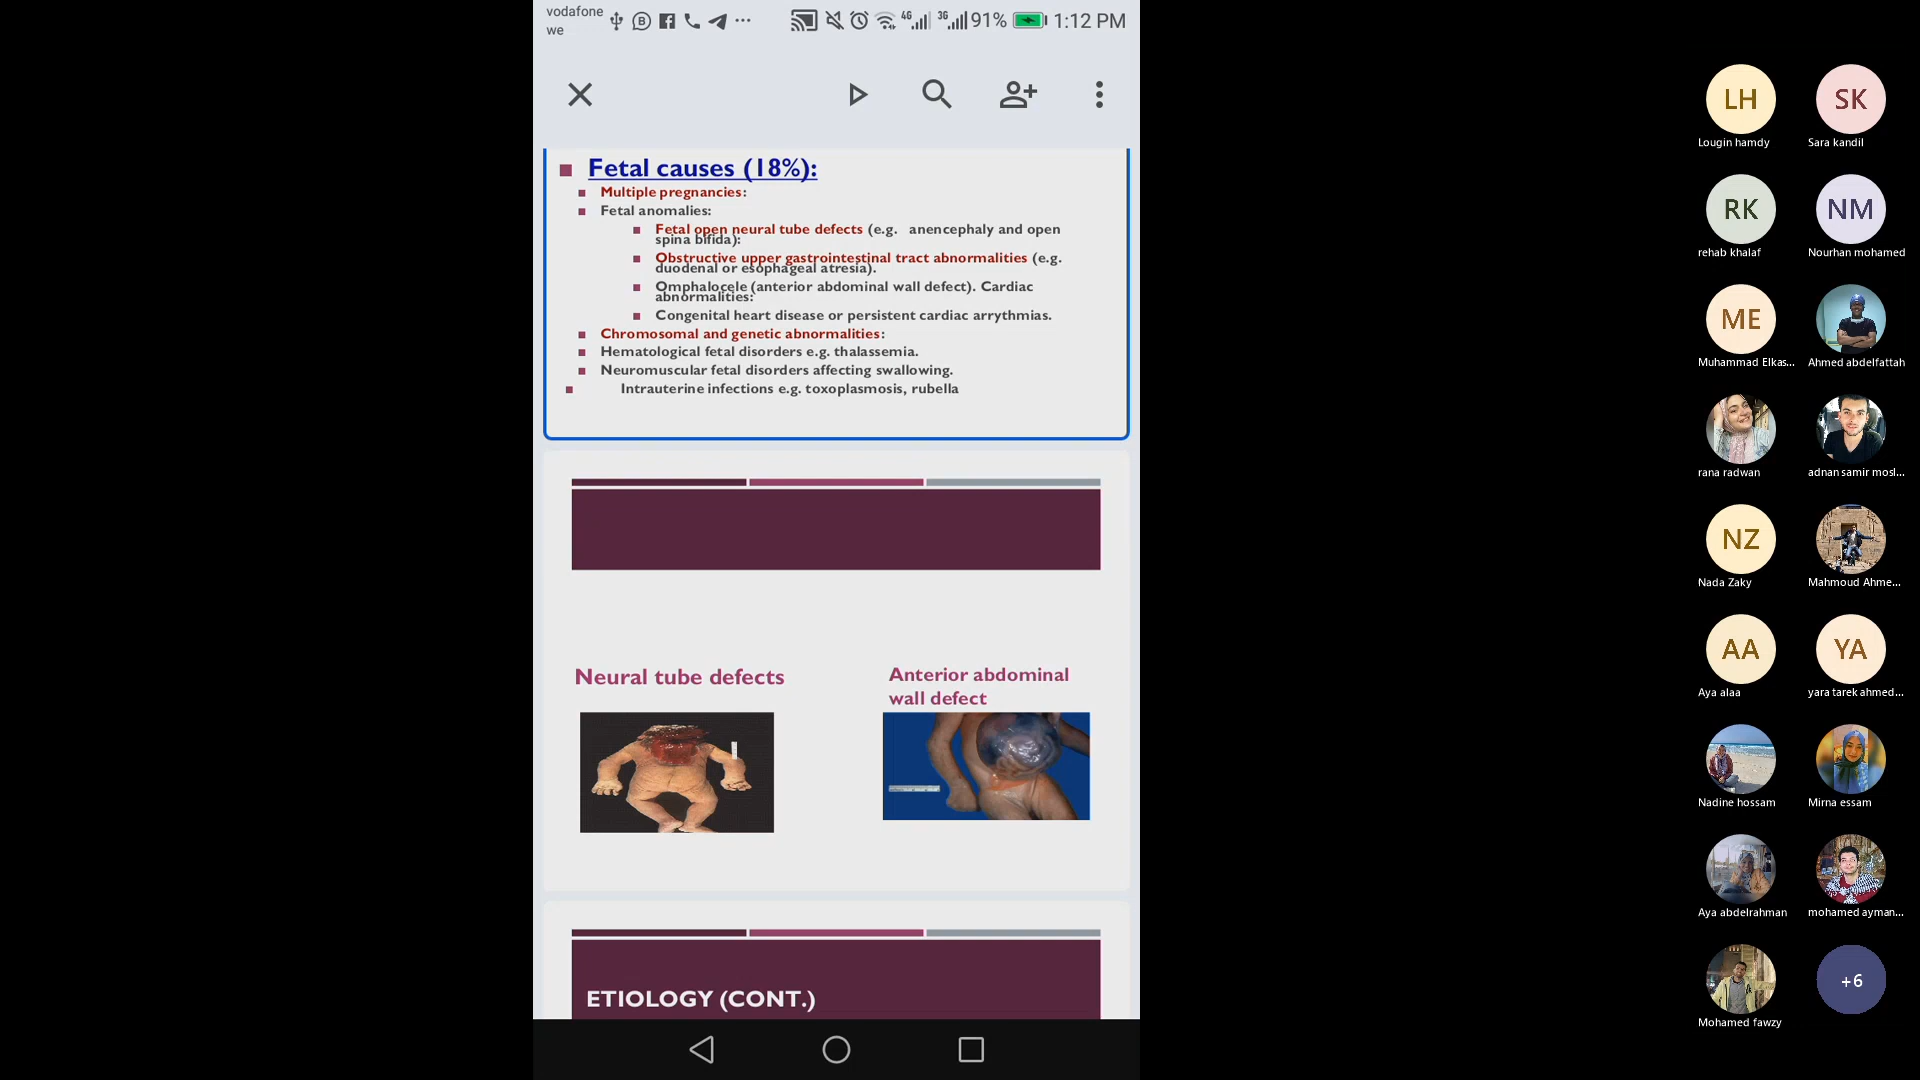 vodafone
we
4G 3G 91% 1:12 PM
Fetal causes (18%):
Multiple pregnancies:
Fetal anomalies:
Fetal open neural tube defects (e.g. anencephaly and open
spina bifida):
Obstructive upper gastrointestinal tract abnormalities (e.g.
duodenal or esophageal atresia).
Omphalocele (anterior abdominal wall defect). Cardiac
abnormalities:
Congenital heart disease or persistent cardiac arrythmias.
Chromosomal and genetic abnormalities:
Hematological fetal disorders e.g. thalassemia.
Neuromuscular fetal disorders affecting swallowing.
Intrauterine infections e.g. toxoplasmosis, rubella
Neural tube defects
Anterior abdominal
wall defect
ETIOLOGY (CONT.)
LH SK
Lougin hamdy Sara kandil
RK NM
rehab khalaf Nourhan mohamed
ME
Muhammad Elkas... Ahmed abdelfattah
rana radwan adnan samir mosl...
NZ
Nada Zaky Mahmoud Ahme...
AA YA
Aya alaa yara tarek ahmed...
Nadine hossam Mirna essam
Aya abdelrahman mohamed ayman...
+6
Mohamed fawzy